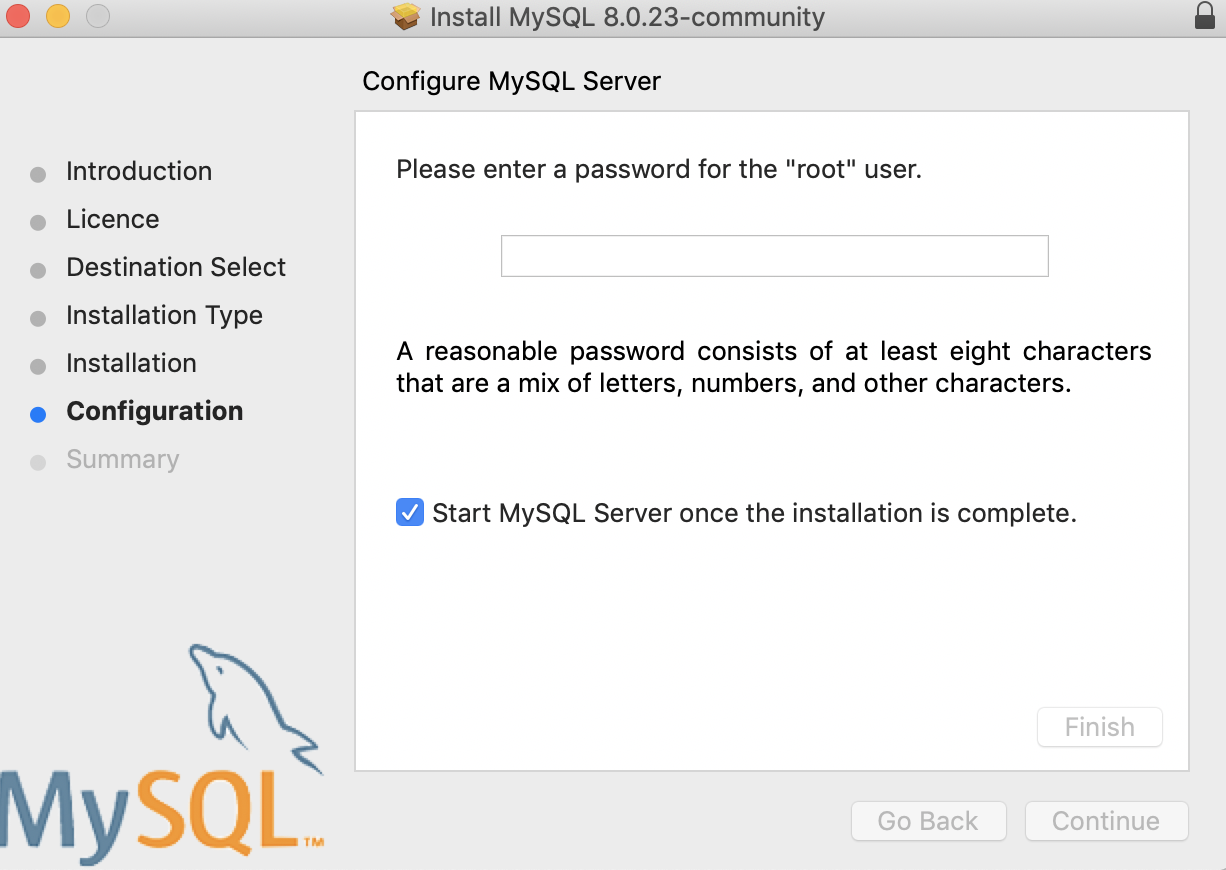 Install MySQL 8.0.23-community
Configure MySQL Server
Introduction
Licence
Destination Select
Installation Type
Installation
Configuration
Summary
Please enter a password for the "root" user.
A reasonable password consists of at least eight characters
that are a mix of letters, numbers, and other characters.
Start MySQL Server once the installation is complete.
Finish
MySQL™
Go Back
Continue